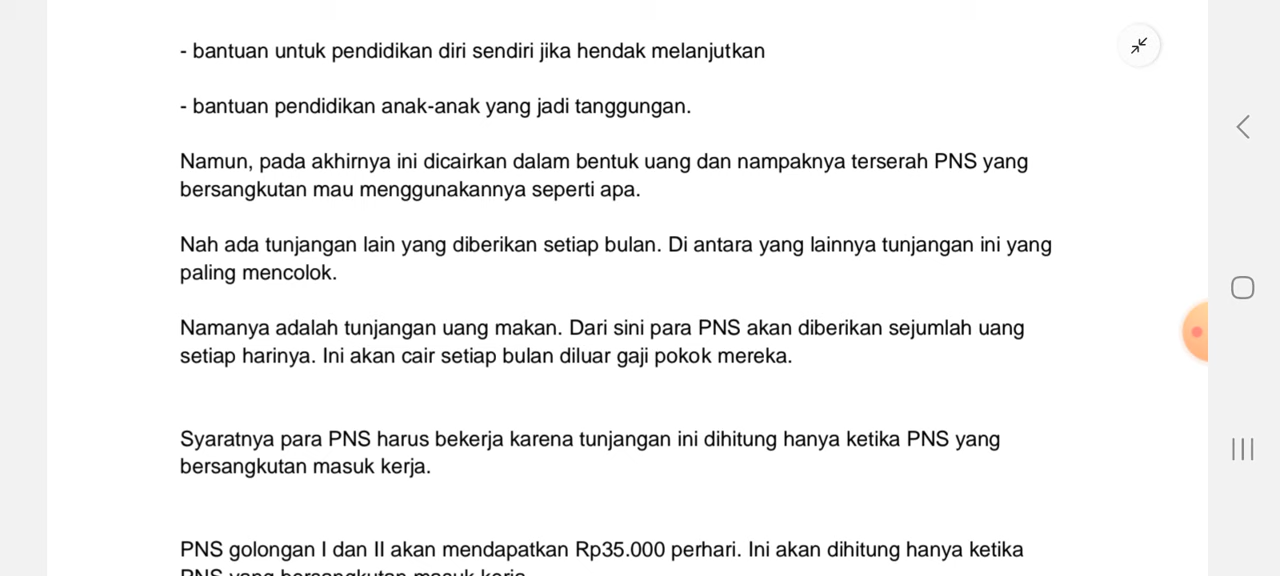 - bantuan untuk pendidikan diri sendiri jika hendak melanjutkan
- bantuan pendidikan anak-anak yang jadi tanggungan.
Namun, pada akhirnya ini dicairkan dalam bentuk uang dan nampaknya terserah PNS yang
bersangkutan mau menggunakannya seperti apa.
Nah ada tunjangan lain yang diberikan setiap bulan. Di antara yang lainnya tunjangan ini yang
paling mencolok.
Namanya adalah tunjangan uang makan. Dari sini para PNS akan diberikan sejumlah uang
setiap harinya. Ini akan cair setiap bulan diluar gaji pokok mereka.
Syaratnya para PNS harus bekerja karena tunjangan ini dihitung hanya ketika PNS yang
bersangkutan masuk kerja.
PNS golongan I dan II akan mendapatkan Rp35.000 perhari. Ini akan dihitung hanya ketika
PNS yang bersangkutan masuk kerja